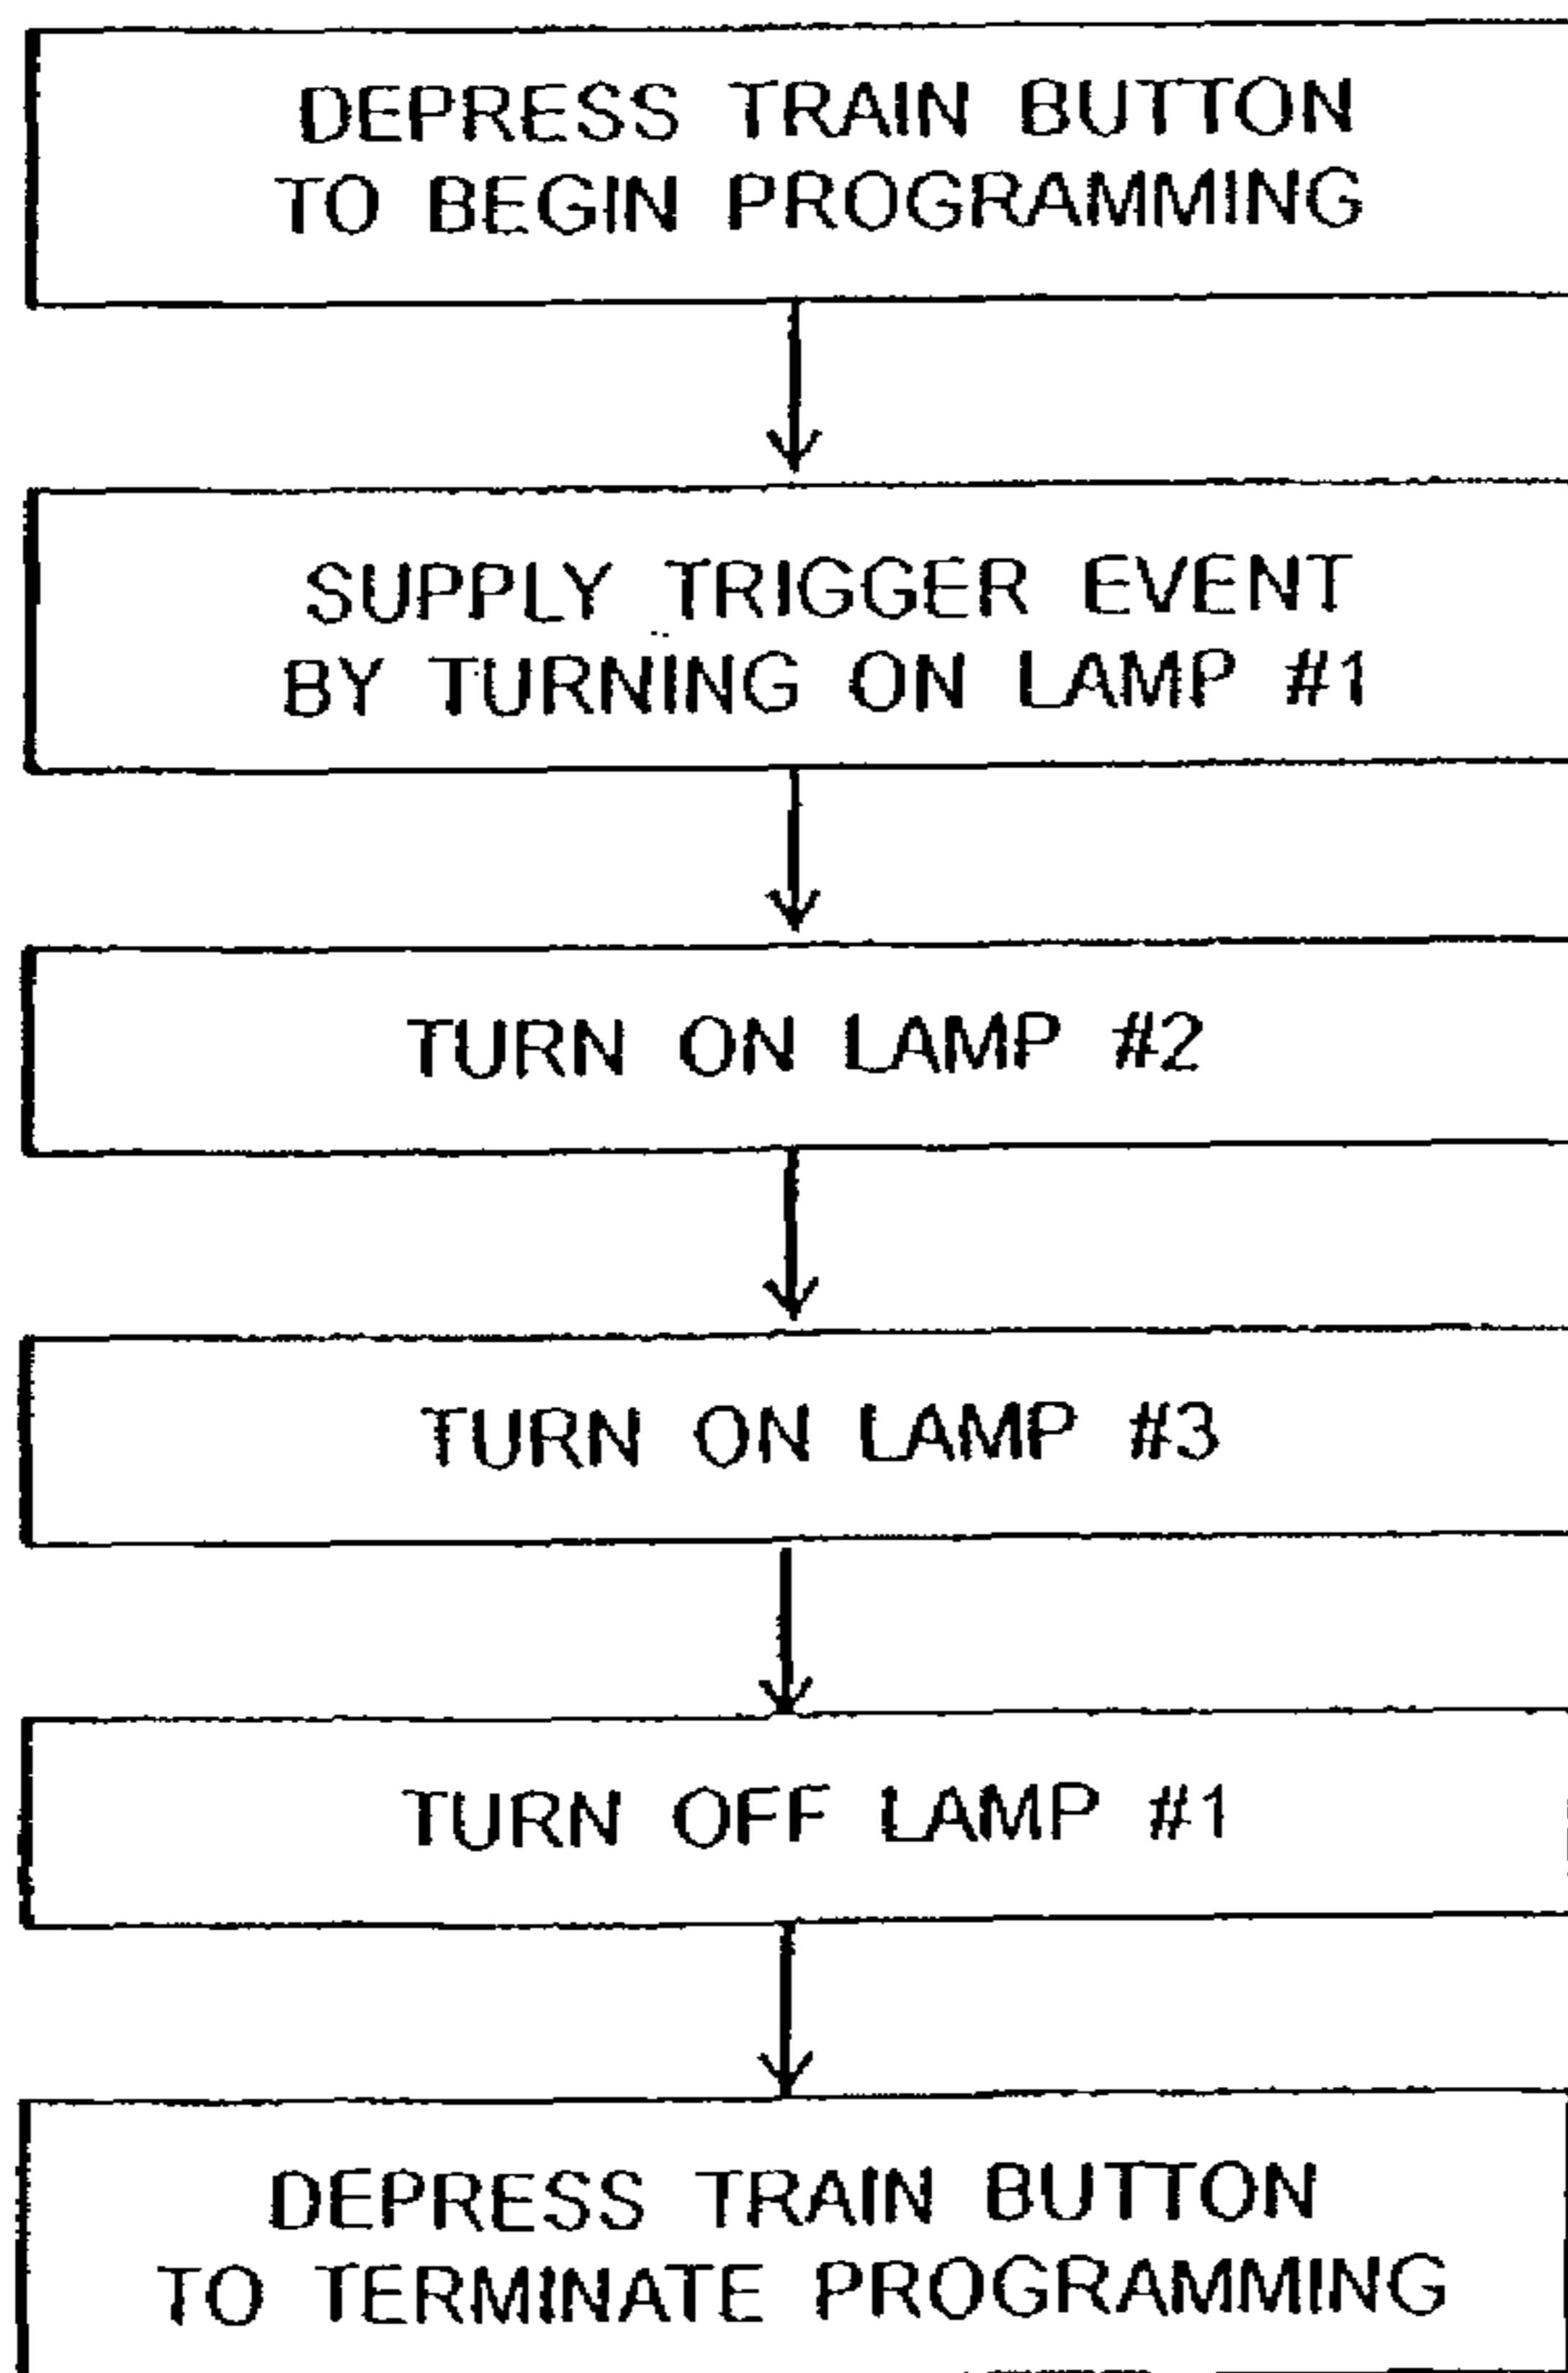 DEPRESS TRAIN BUTTON
TO BEGIN PROGRAMMING
SUPPLY TRIGGER EVENT
BY TURNING ON LAMP #1
TURN ON LAMP #2
TURN ON LAMP #3
TURN OFF LAMP #1
DEPRESS TRAIN BUTTON
TO TERMINATE PROGRAMMING